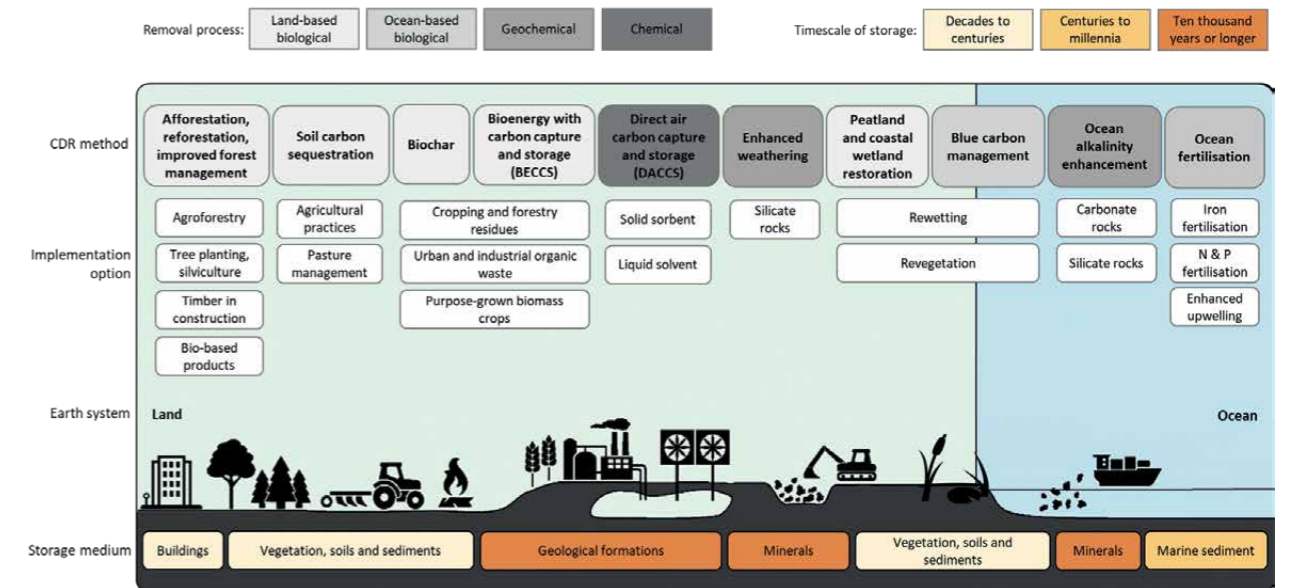 Removal process:
Land-based
biological
Ocean-based
biological
Geochemical
Chemical
Timescale of storage:
Decades to
centuries
Centuries to
millennia
Ten thousand
years or longer
CDR method
Afforestation,
reforestation,
improved forest
management
Soil carbon
sequestration
Biochar
Bioenergy with
carbon capture
and storage
(BECCS)
Direct air
carbon capture
and storage
(DACCS)
Enhanced
weathering
Peatland
and coastal
wetland
restoration
Blue carbon
management
Ocean
alkalinity
enhancement
Ocean
fertilisation
Implementation
option
Agroforestry
Tree planting,
silviculture
Timber in
construction
Bio-based
products
Agricultural
practices
Pasture
management
Cropping and forestry
residues
Urban and industrial organic
waste
Purpose-grown biomass
crops
Solid sorbent
Liquid solvent
Silicate
rocks
Rewetting
Revegetation
Carbonate
rocks
Silicate rocks
Iron
fertilisation
N & P
fertilisation
Enhanced
upwelling
Earth system
Land
Ocean
Storage medium
Buildings
Vegetation, soils and sediments
Geological formations
Minerals
Vegetation, soils and
sediments
Minerals
Marine sediment